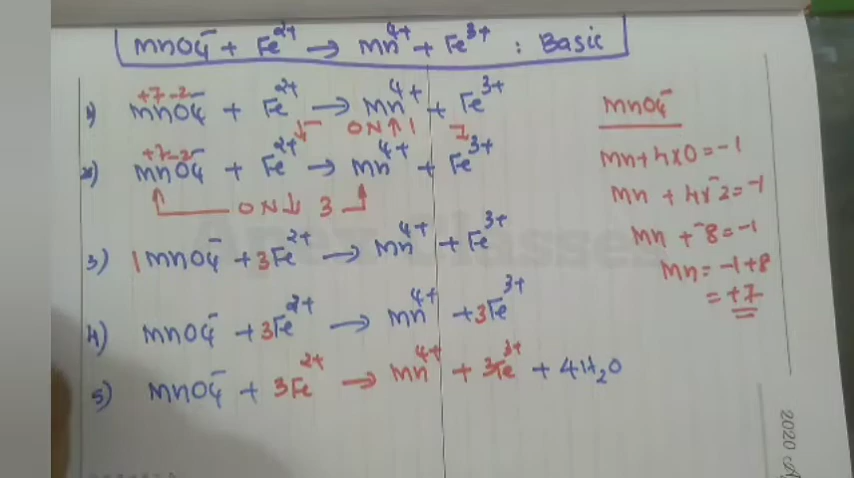 MnO4⁻ + Fe²⁺ → Mn⁴⁺ + Fe³⁺ : Basic
+7 -2
1) MnO4⁻ + Fe²⁺ → Mn⁴⁺ + Fe³⁺
ON↑ 1
+7-2
2) MnO4⁻ + Fe²⁺ → Mn⁴⁺ + Fe³⁺
ON↓ 3
3) 1MnO4⁻ + 3Fe²⁺ → Mn⁴⁺ + Fe³⁺
4) MnO4⁻ + 3Fe²⁺ → Mn⁴⁺ + 3Fe³⁺
5) MnO4⁻ + 3Fe²⁺ → Mn⁴⁺ + 3Fe³⁺ + 4H₂O
MnO4⁻
Mn+4×O = -1
Mn + 4×⁻2 = -1
Mn + ⁻8 = -1
Mn = -1+8
= +7
Apex Classes
2020